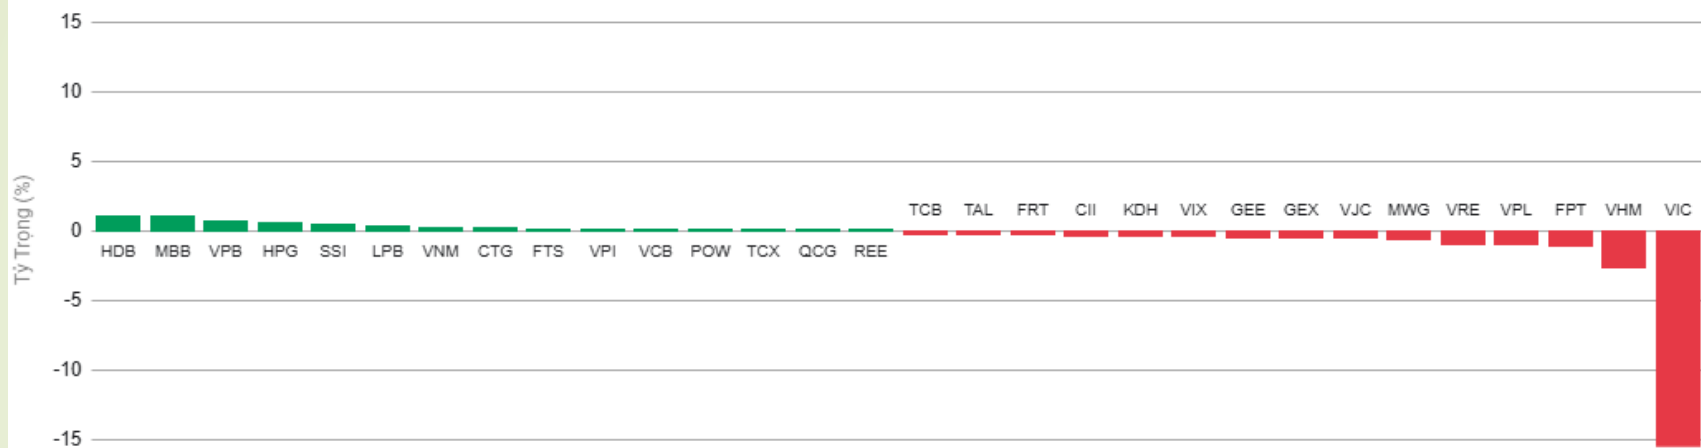 15
10
5
0
-5
-10
-15
Tỷ Trọng (%)
TCB TAL FRT CII KDH VIX GEE GEX VJC MWG VRE VPL FPT VHM VIC
HDB MBB VPB HPG SSI LPB VNM CTG FTS VPI VCB POW TCX QCG REE